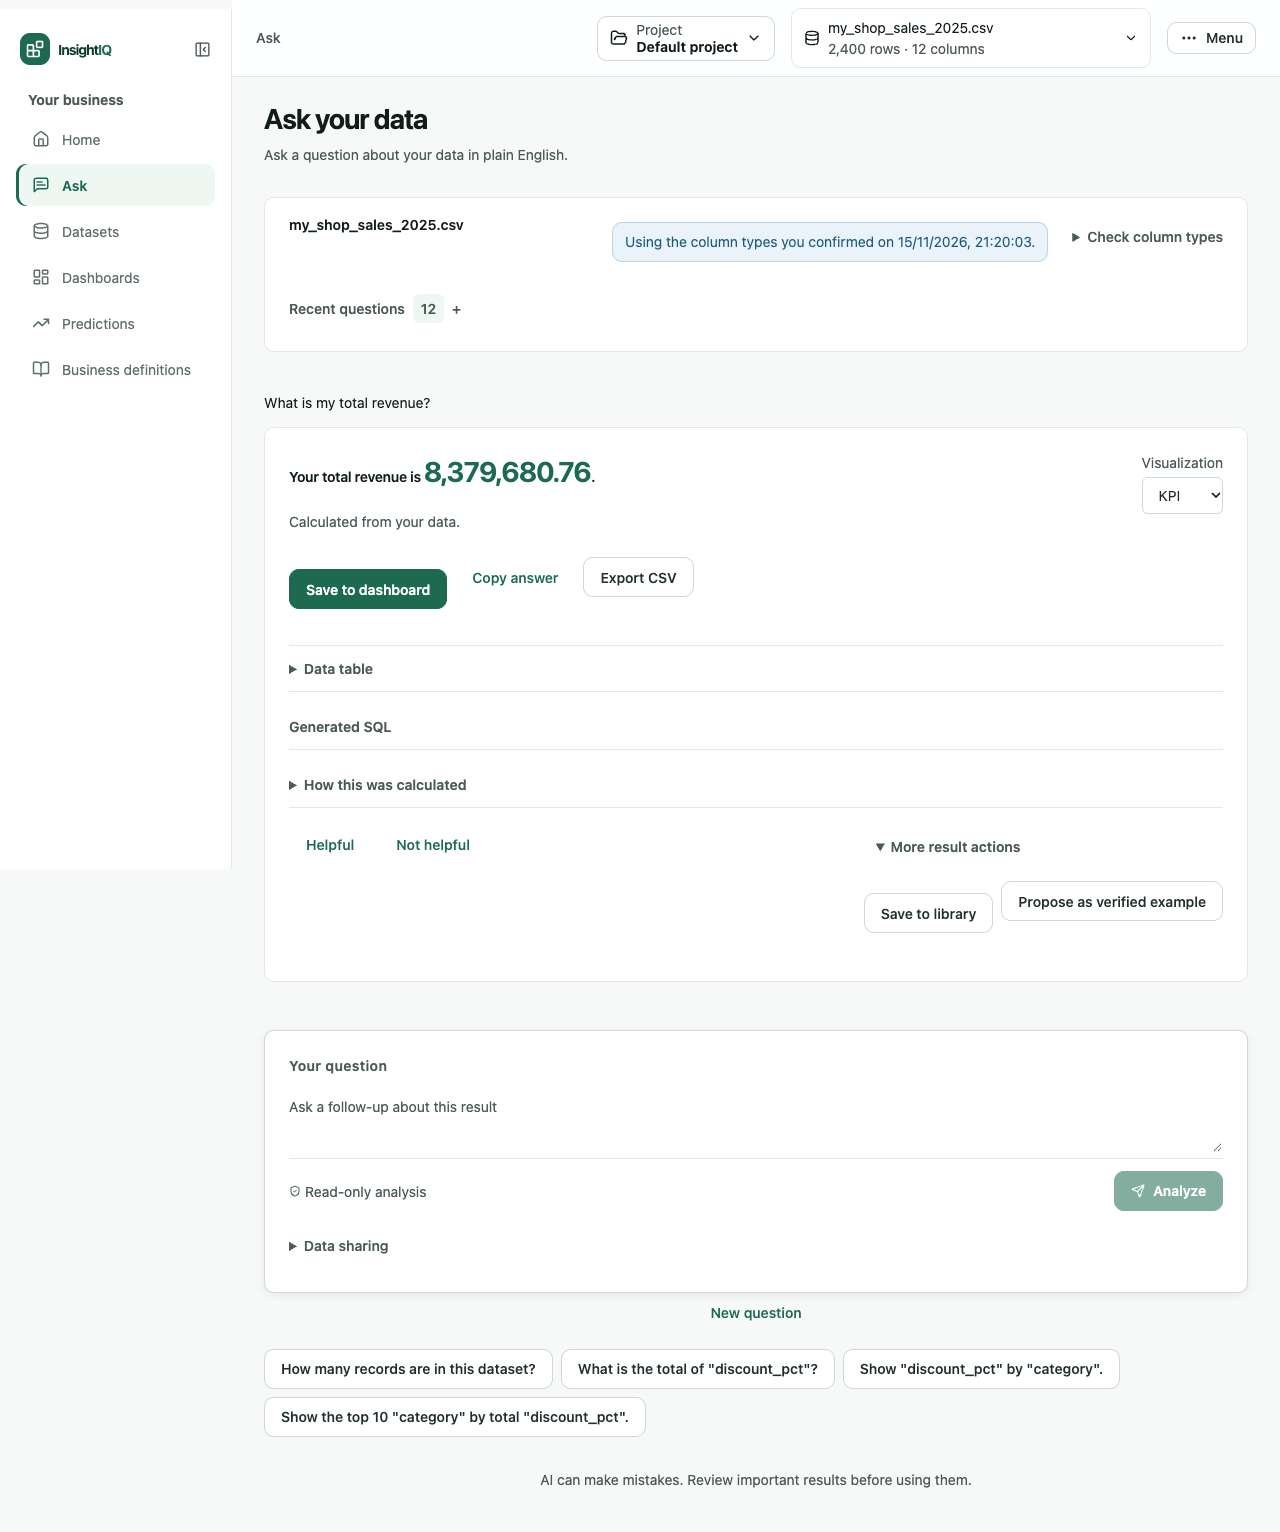 InsightIQ
Your business
Home
Ask
Datasets
Dashboards
Predictions
Business definitions
Ask
Project
Default project
my_shop_sales_2025.csv
2,400 rows · 12 columns
Menu
Ask your data
Ask a question about your data in plain English.
my_shop_sales_2025.csv
Using the column types you confirmed on 15/11/2026, 21:20:03.
Check column types
Recent questions 12 +
What is my total revenue?
Your total revenue is 8,379,680.76.
Visualization
KPI
Calculated from your data.
Save to dashboard
Copy answer
Export CSV
Data table
Generated SQL
How this was calculated
Helpful
Not helpful
More result actions
Save to library
Propose as verified example
Your question
Ask a follow-up about this result
Read-only analysis
Analyze
Data sharing
New question
How many records are in this dataset?
What is the total of "discount_pct"?
Show "discount_pct" by "category".
Show the top 10 "category" by total "discount_pct".
AI can make mistakes. Review important results before using them.